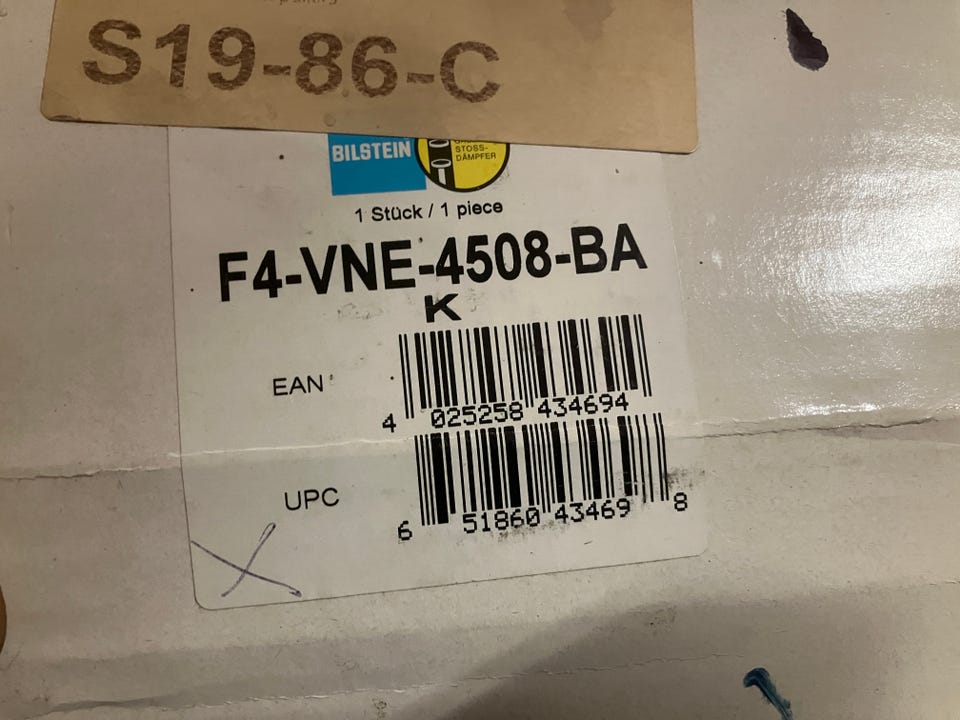 S19-86-C
BILSTEIN
STOSS-
DÄMPFER
1 Stück / 1 piece
F4-VNE-4508-BA
K
EAN
4 025258 434694
UPC
6 51860 43469 8